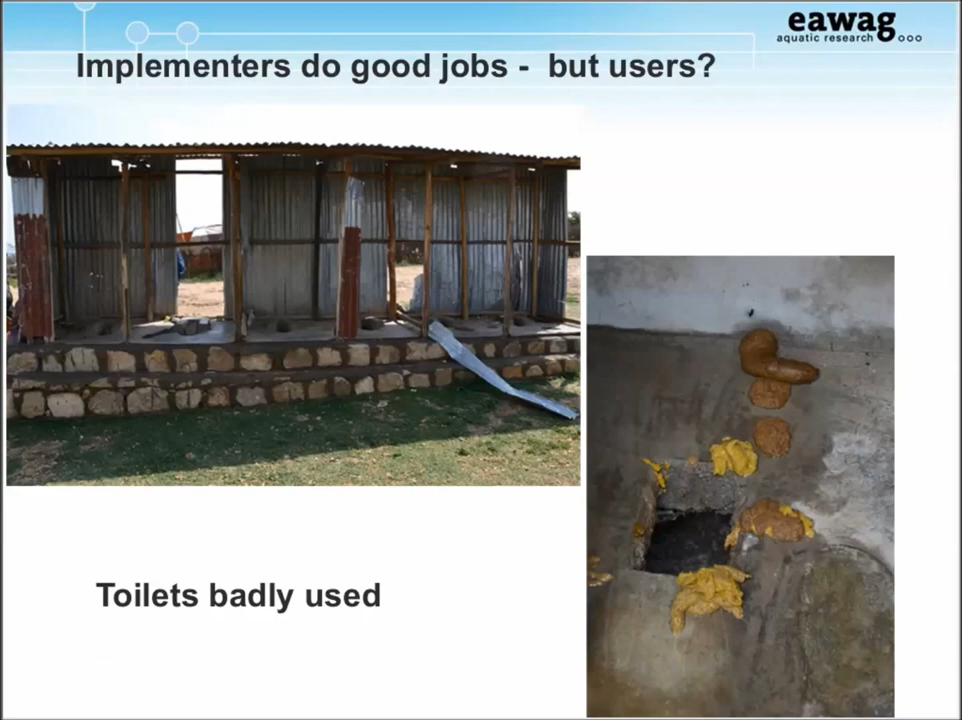 eawag
aquatic research
Implementers do good jobs - but users?
Toilets badly used